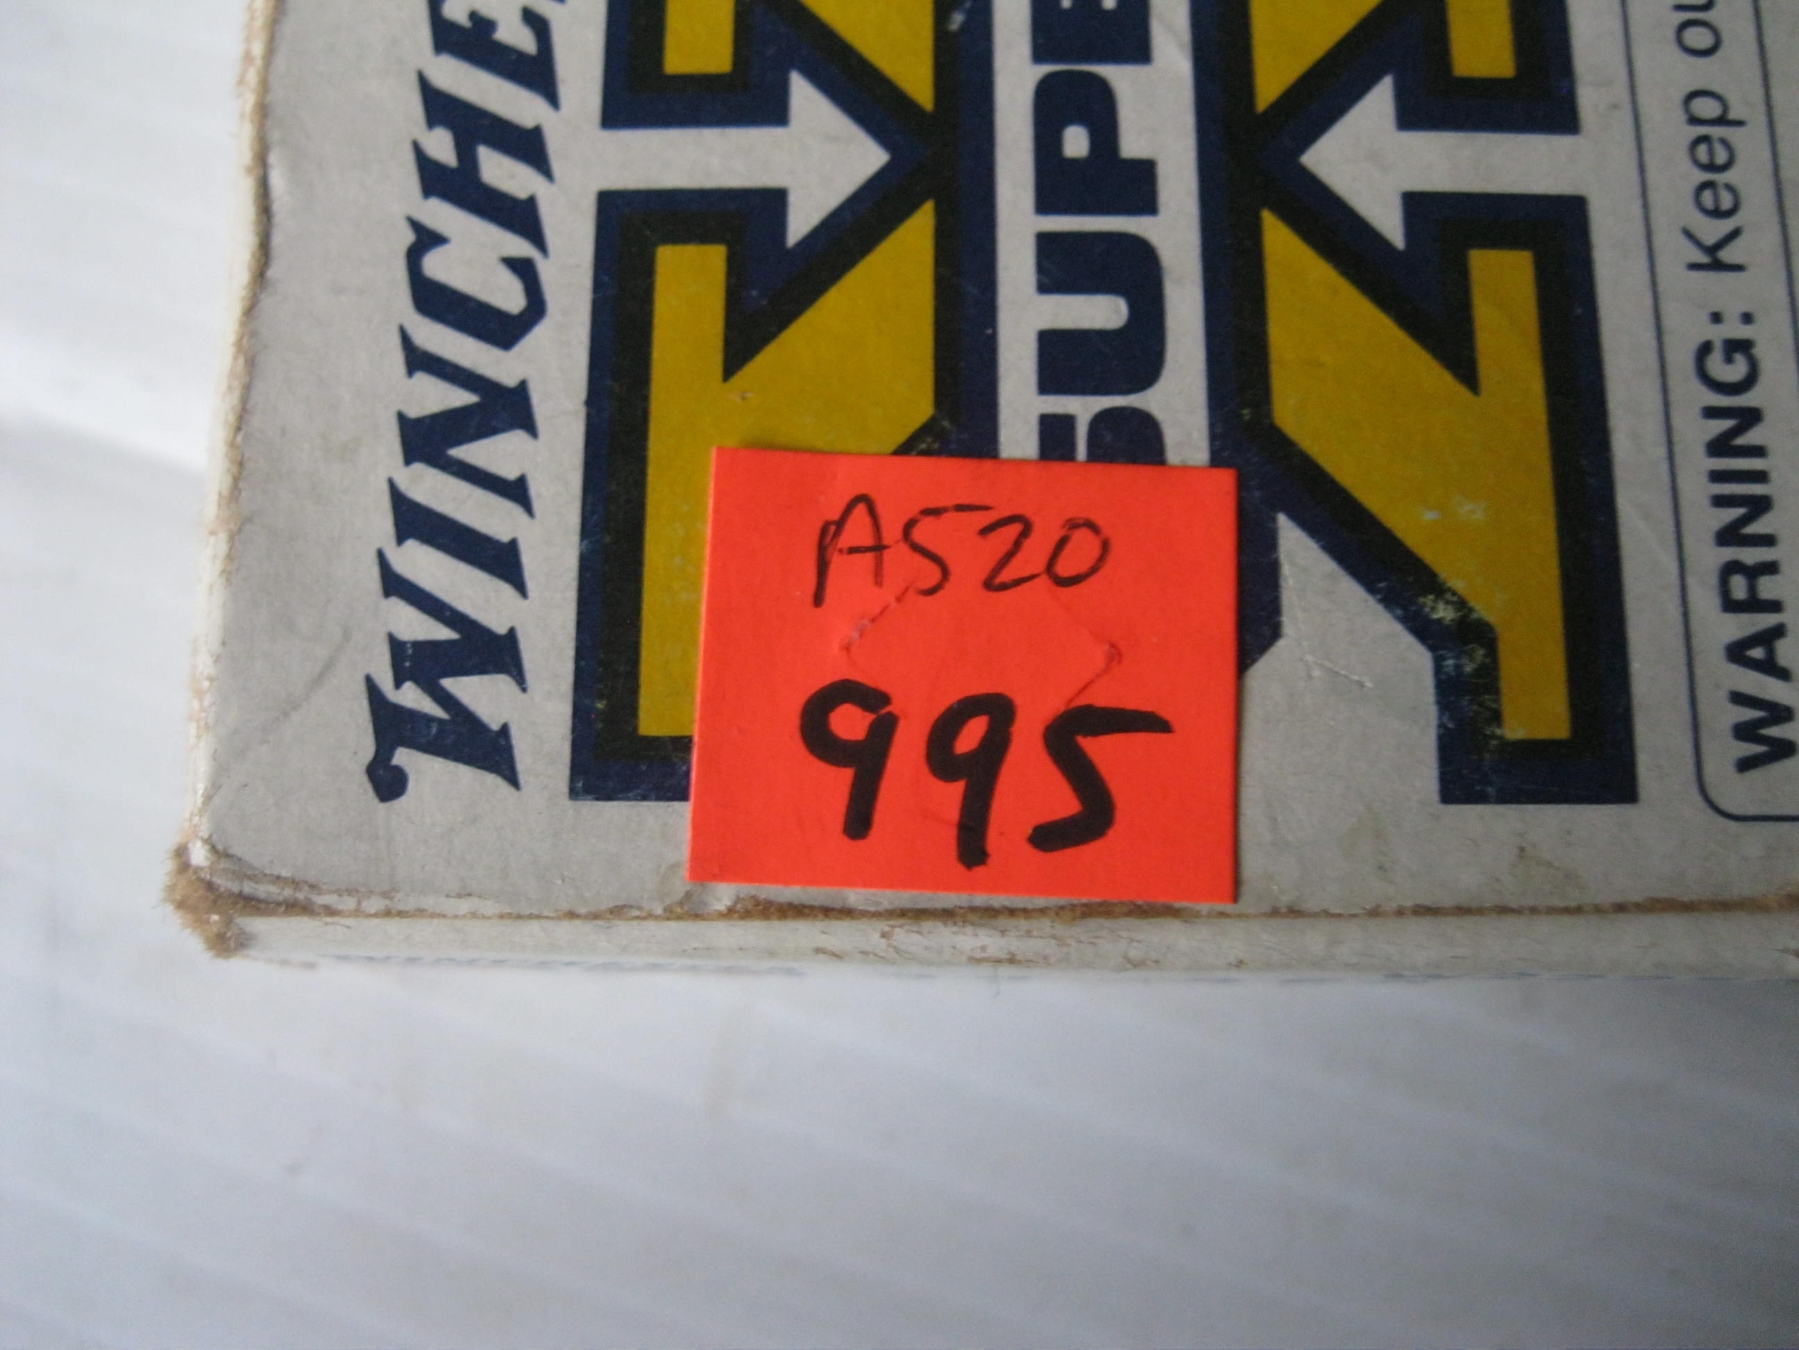 WINCHE
SUPE
WARNING: Keep ou
A520
995